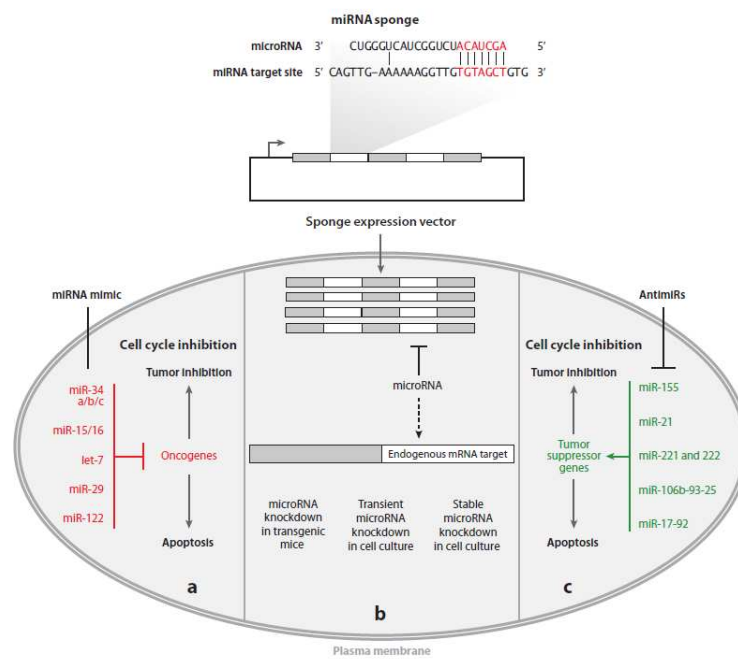 miRNA sponge
microRNA 3' CUGGGUCAUCGGUCUACAUCGA 5'
miRNA target site 5' CAGTTG–AAAAAAGGTTGTGTAGCTGTG 3'
Sponge expression vector
miRNA mimic
Cell cycle inhibition
Tumor inhibition
miR-34
a/b/c
miR-15/16
let-7
miR-29
miR-122
Oncogenes
Apoptosis
a
microRNA
Endogenous mRNA target
microRNA
knockdown
in transgenic
mice
Transient
microRNA
knockdown
in cell culture
Stable
microRNA
knockdown
in cell culture
b
AntimiRs
Cell cycle inhibition
Tumor inhibition
Tumor
suppressor
genes
Apoptosis
miR-155
miR-21
miR-221 and 222
miR-106b-93-25
miR-17-92
c
Plasma membrane